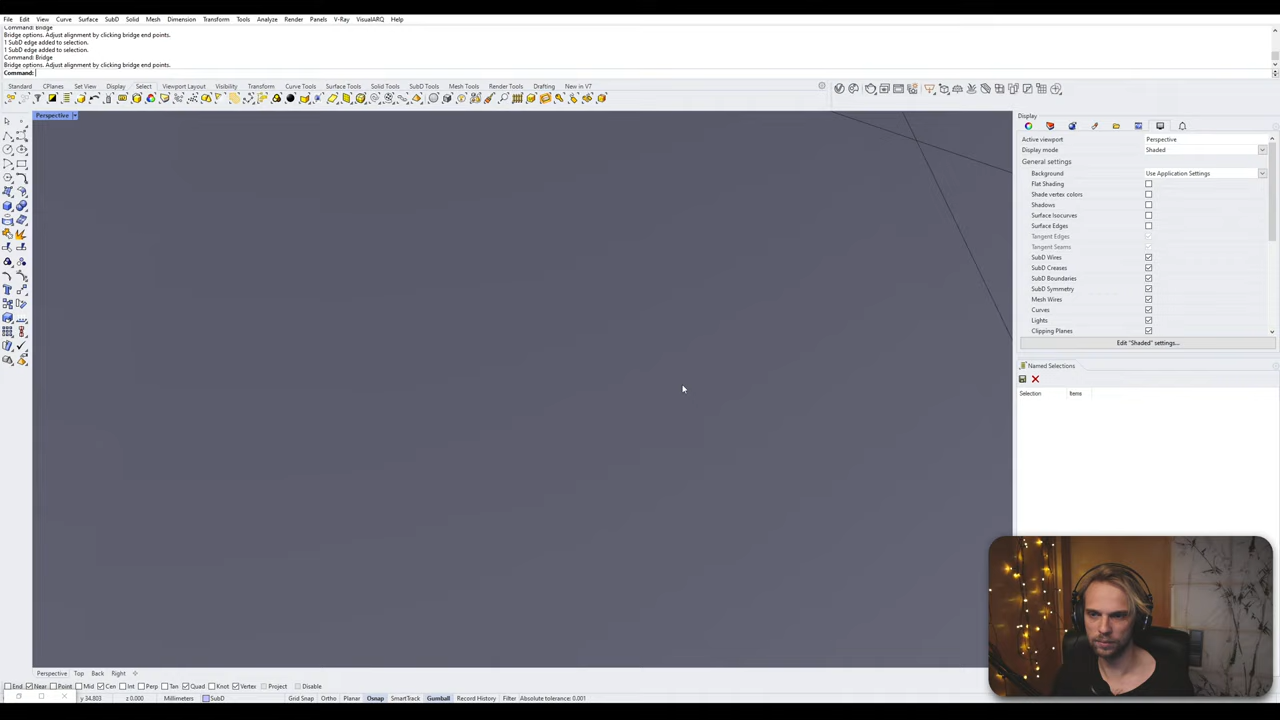 File Edit View Curve Surface SubD Solid Mesh Dimension Transform Tools Analyze Render Panels V-Ray VisualARQ Help
Command: Bridge
Bridge options. Adjust alignment by clicking bridge end points.
1 SubD edge added to selection.
1 SubD edge added to selection.
Command: Bridge
Bridge options. Adjust alignment by clicking bridge end points.
Command:
Standard CPlanes Set View Display Select Viewport Layout Visibility Transform Curve Tools Surface Tools Solid Tools SubD Tools Mesh Tools Render Tools Drafting New in V7
Perspective
Display
Active viewport Perspective
Display mode Shaded
General settings
Background Use Application Settings
Flat Shading
Shade vertex colors
Shadows
Surface Isocurves
Surface Edges
Tangent Edges
Tangent Seams
SubD Wires
SubD Creases
SubD Boundaries
SubD Symmetry
Mesh Wires
Curves
Lights
Clipping Planes
Edit "Shaded" settings...
Named Selections
Selection Items
Perspective Top Back Right
End Near Point Mid Cen Int Perp Tan Quad Knot Vertex Project Disable
y 34.803 z 0.000 Millimeters SubD Grid Snap Ortho Planar Osnap SmartTrack Gumball Record History Filter Absolute tolerance: 0.001